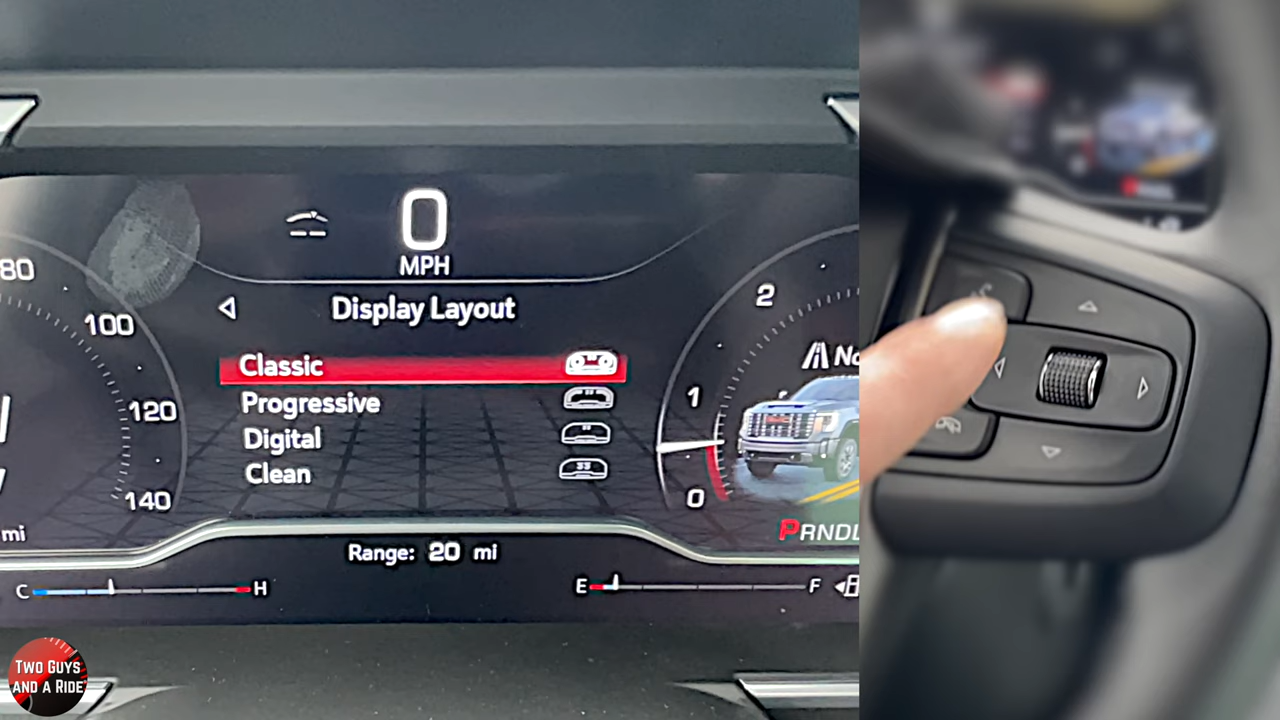 0
MPH
80
100
120
140
mi
Display Layout
Classic
Progressive
Digital
Clean
Range: 20 mi
C
H
E
F
2
1
0
No
PRNDL
TWO GUYS
AND A RIDE